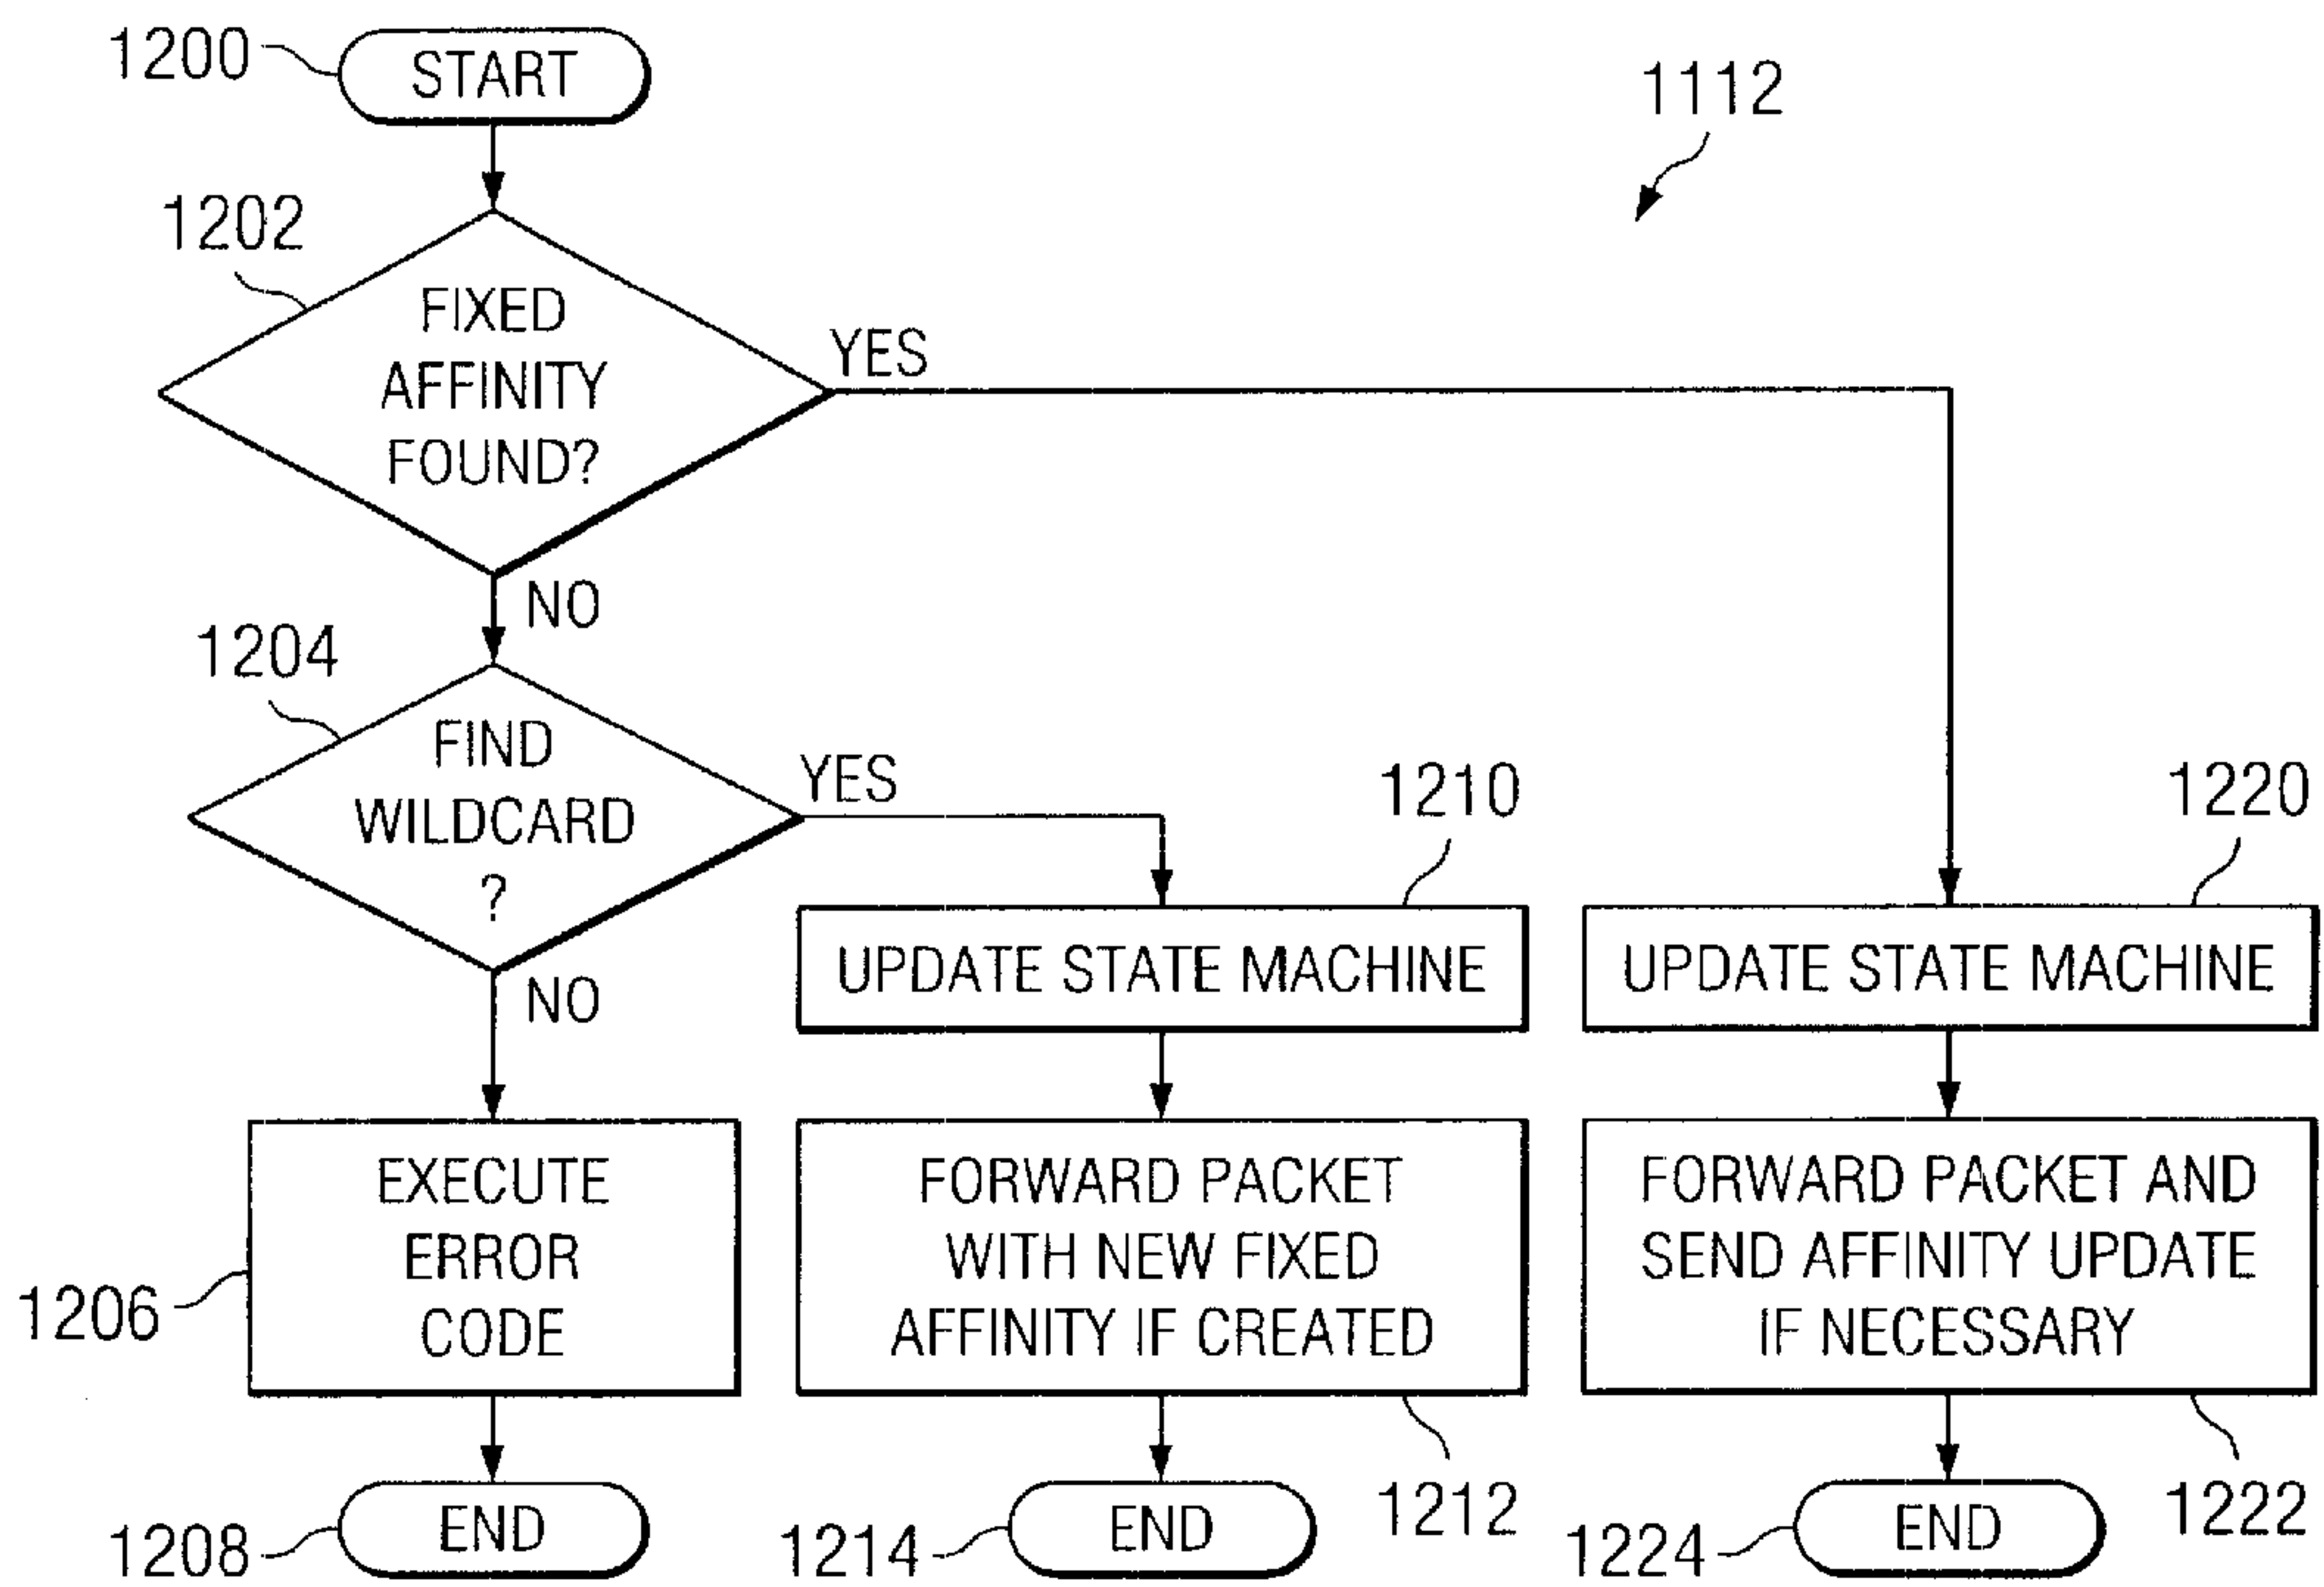 1200
START
1112
1202
FIXED
AFFINITY
FOUND?
YES
NO
1204
FIND
WILDCARD
?
YES
NO
1210
UPDATE STATE MACHINE
1220
UPDATE STATE MACHINE
EXECUTE
ERROR
CODE
1206
FORWARD PACKET
WITH NEW FIXED
AFFINITY IF CREATED
1212
FORWARD PACKET AND
SEND AFFINITY UPDATE
IF NECESSARY
1222
1208
END
1214
END
1224
END